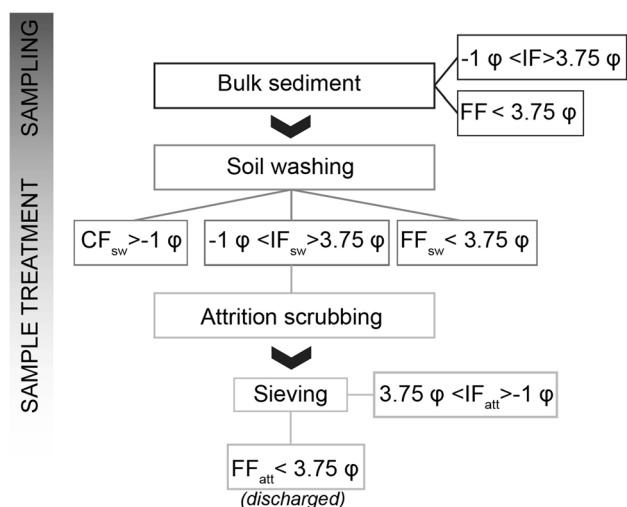 SAMPLING
SAMPLE TREATMENT
Bulk sediment
-1 φ <IF>3.75 φ
FF < 3.75 φ
Soil washing
CFsw>-1 φ
-1 φ <IFsw>3.75 φ
FFsw< 3.75 φ
Attrition scrubbing
Sieving
3.75 φ <IFatt>-1 φ
FFatt< 3.75 φ
(discharged)